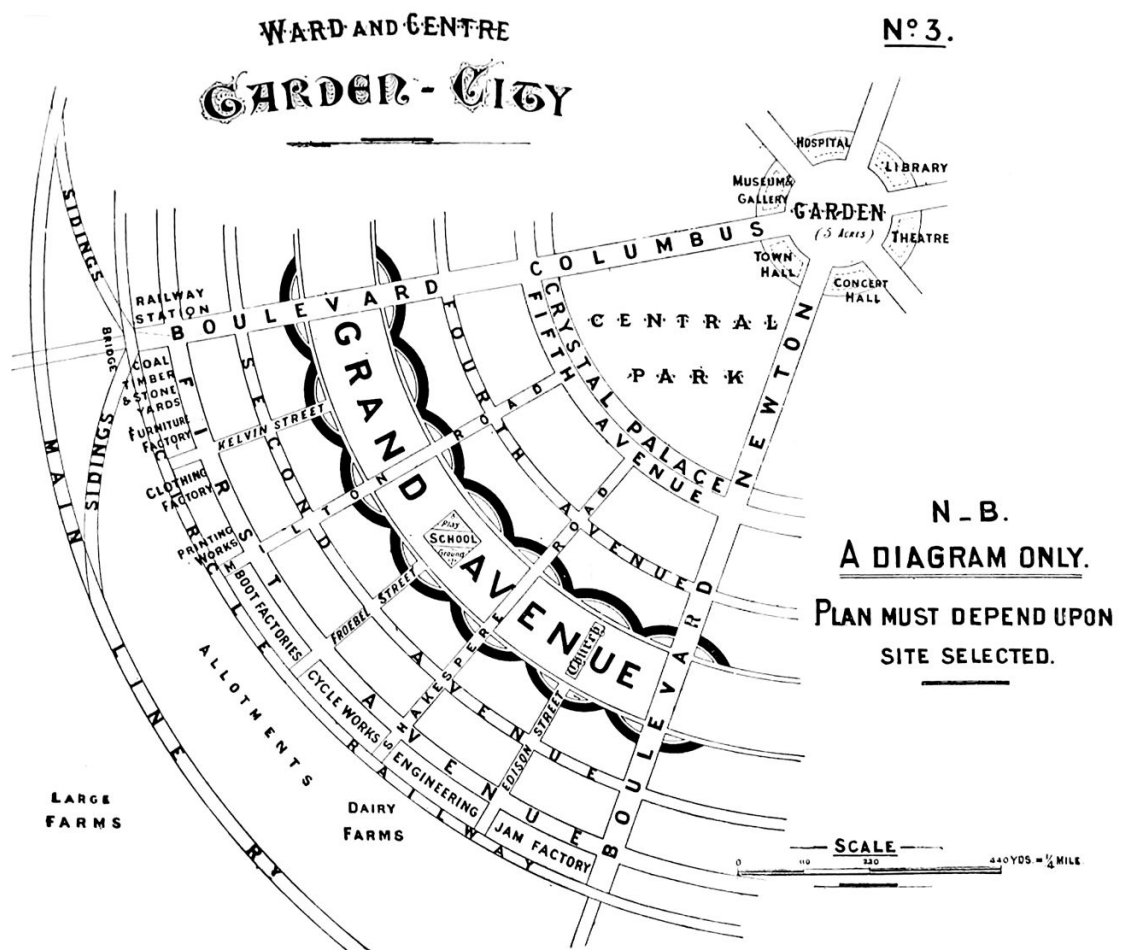 WARD AND CENTRE
GARDEN-CITY
Nº 3.
HOSPITAL
LIBRARY
MUSEUM &
GALLERY
GARDEN
(5 ACRES)
THEATRE
TOWN
HALL
CONCERT
HALL
SIDINGS
RAILWAY
STATION
BRIDGE
BOULEVARD COLUMBUS
CENTRAL
PARK
CRYSTAL PALACE
FIFTH AVENUE
FOURTH AVENUE
GRAND AVENUE
SECOND AVENUE
FIRST AVENUE
BOULEVARD NEWTON
COAL
TIMBER
& STONE
YARDS
FURNITURE
FACTORY
CLOTHING
FACTORY
PRINTING
WORKS
BOOT FACTORIES
CYCLE WORKS
ENGINEERING
JAM FACTORY
KELVIN STREET
MILTON ROAD
FROEBEL STREET
SHAKESPERE ROAD
EDISON STREET
Play
SCHOOL
Ground
CHURCH
CIRCLE RAILWAY
SIDINGS
MAIN LINE RY
ALLOTMENTS
LARGE
FARMS
DAIRY
FARMS
N-B.
A DIAGRAM ONLY.
PLAN MUST DEPEND UPON
SITE SELECTED.
SCALE
0 110 220 440 YDS. = ¼ MILE.